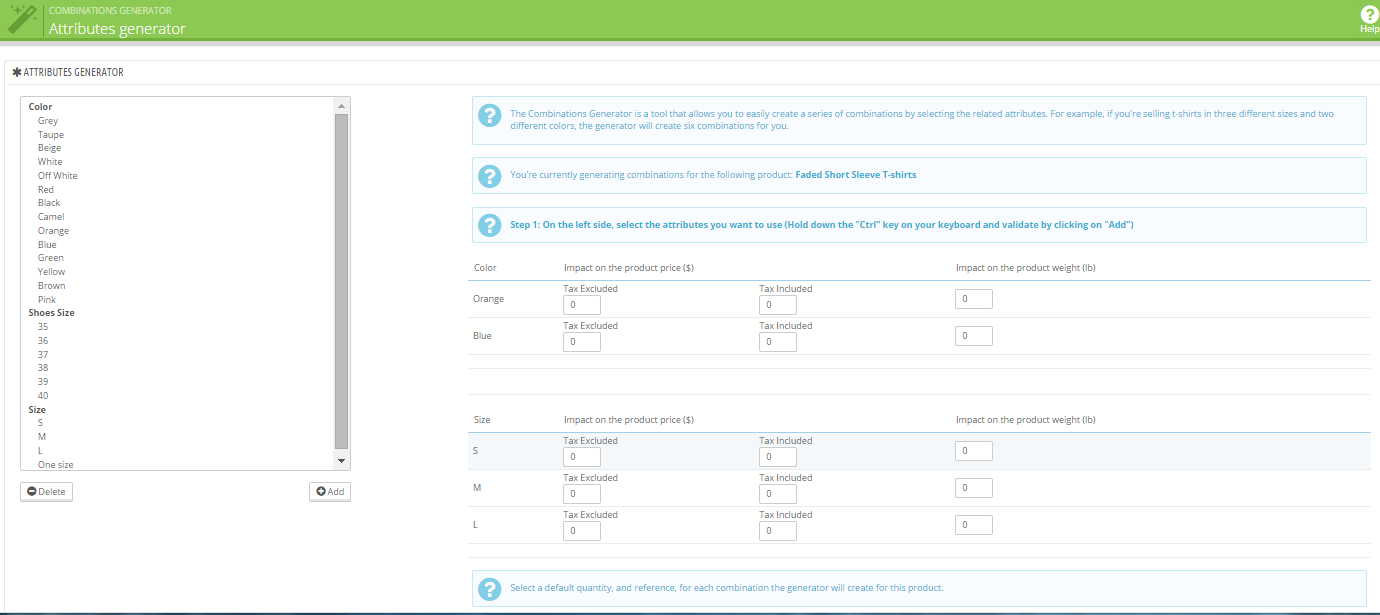 COMBINATIONS GENERATOR
Attributes generator
?
Help
ATTRIBUTES GENERATOR
Color
Grey
Taupe
Beige
White
Off White
Red
Black
Camel
Orange
Blue
Green
Yellow
Brown
Pink
Shoes Size
35
36
37
38
39
40
Size
S
M
L
One size
Delete
Add
? The Combinations Generator is a tool that allows you to easily create a series of combinations by selecting the related attributes. For example, if you're selling t-shirts in three different sizes and two
different colors, the generator will create six combinations for you.
? You're currently generating combinations for the following product: Faded Short Sleeve T-shirts
? Step 1: On the left side, select the attributes you want to use (Hold down the "Ctrl" key on your keyboard and validate by clicking on "Add")
Color Impact on the product price ($) Impact on the product weight (lb)
Tax Excluded Tax Included
Orange 0 0 0
Tax Excluded Tax Included
Blue 0 0 0
Size Impact on the product price ($) Impact on the product weight (lb)
Tax Excluded Tax Included
S 0 0 0
Tax Excluded Tax Included
M 0 0 0
Tax Excluded Tax Included
L 0 0 0
? Select a default quantity, and reference, for each combination the generator will create for this product.